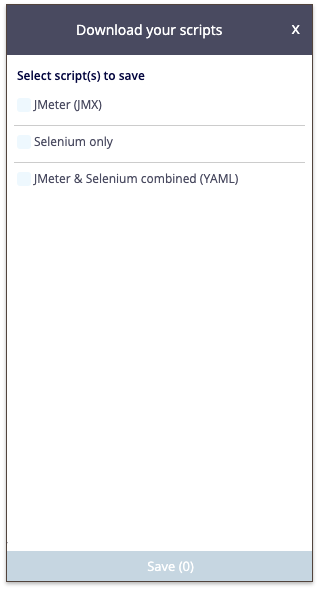 Download your scripts
X
Select script(s) to save
JMeter (JMX)
Selenium only
JMeter & Selenium combined (YAML)
Save (0)